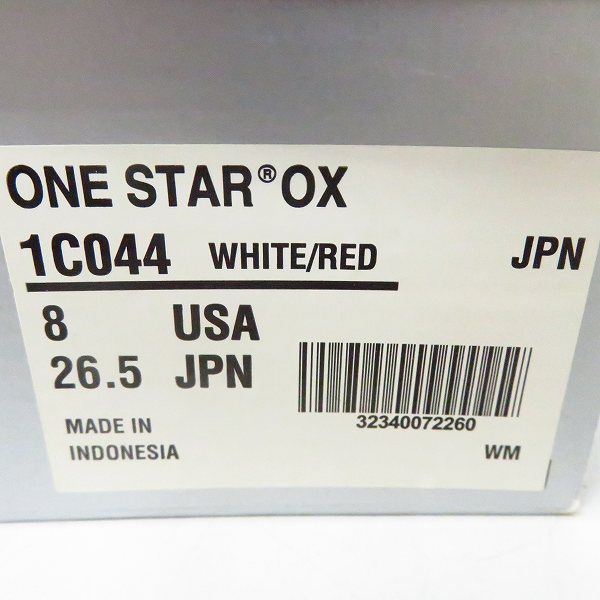 ONE STAR® OX
1C044 WHITE/RED JPN
8 USA
26.5 JPN
32340072260
MADE IN
INDONESIA WM